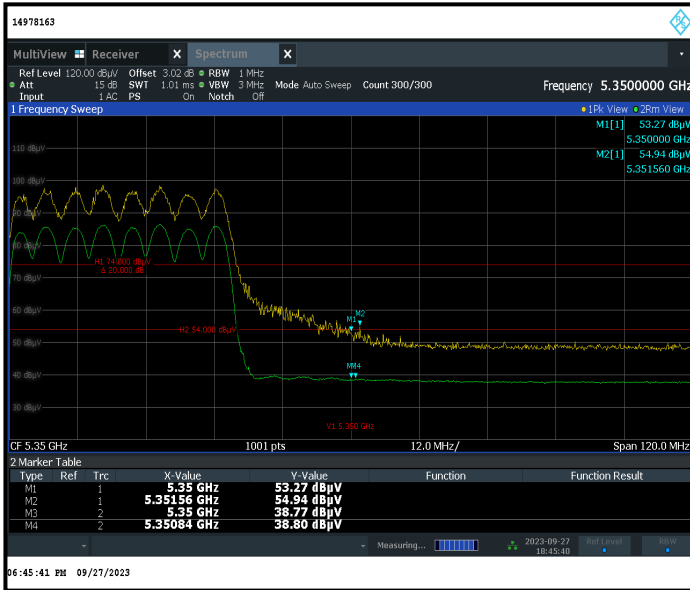 14978163
MultiView Receiver X Spectrum X
Ref Level 120.00 dBµV Offset 3.02 dB RBW 1 MHz
Att 15 dB SWT 1.01 ms VBW 3 MHz Mode Auto Sweep Count 300/300 Frequency 5.3500000 GHz
Input 1 AC PS On Notch Off
1 Frequency Sweep 1Pk View 2Rm View
M1[1] 53.27 dBµV
5.350000 GHz
M2[1] 54.94 dBµV
5.351560 GHz
110 dBµV
100 dBµV
90 dBµV
80 dBµV
H1 74.000 dBµV
Δ 20.000 dB
70 dBµV
60 dBµV
M2
M1
H2 54.000 dBµV
50 dBµV
MM4
40 dBµV
30 dBµV
V1 5.350 GHz
CF 5.35 GHz 1001 pts 12.0 MHz/ Span 120.0 MHz
2 Marker Table
Type Ref Trc X-Value Y-Value Function Function Result
M1 1 5.35 GHz 53.27 dBµV
M2 1 5.35156 GHz 54.94 dBµV
M3 2 5.35 GHz 38.77 dBµV
M4 2 5.35084 GHz 38.80 dBµV
Measuring... 2023-09-27 Ref Level RBW
18:45:40
06:45:41 PM 09/27/2023